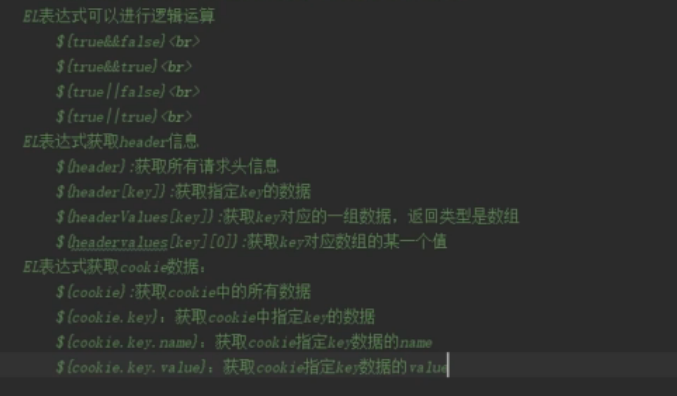 EL表达式可以进行逻辑运算
${true&&false}<br>
${true&&true}<br>
${true||false}<br>
${true||true}<br>
EL表达式获取header信息
${header}:获取所有请求头信息
${header[key]}:获取指定key的数据
${headerValues[key]}:获取key对应的一组数据，返回类型是数组
${headervalues[key][0]}:获取key对应数组的某一个值
EL表达式获取cookie数据：
${cookie}:获取cookie中的所有数据
${cookie.key}：获取cookie中指定key的数据
${cookie.key.name}：获取cookie指定key数据的name
${cookie.key.value}：获取cookie指定key数据的value